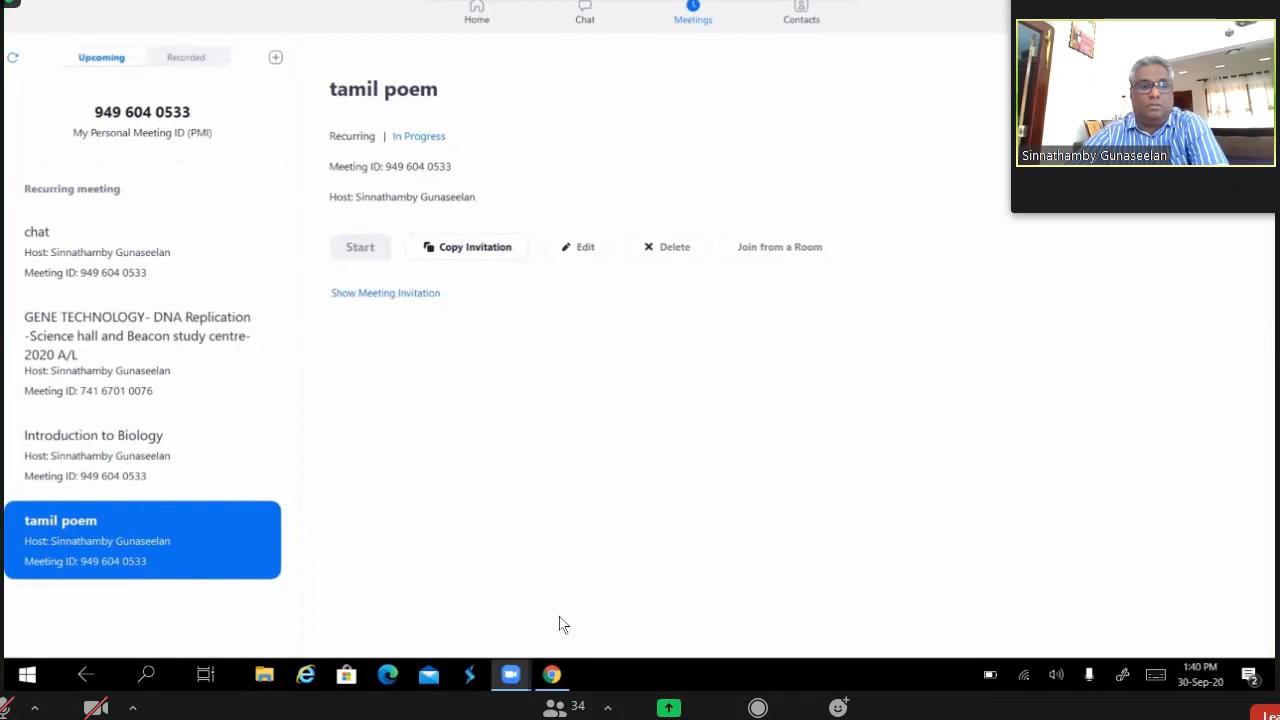 Home
Chat
Meetings
Contacts
Upcoming
Recorded
949 604 0533
My Personal Meeting ID (PMI)
Recurring meeting
chat
Host: Sinnathamby Gunaseelan
Meeting ID: 949 604 0533
GENE TECHNOLOGY- DNA Replication
-Science hall and Beacon study centre-
2020 A/L
Host: Sinnathamby Gunaseelan
Meeting ID: 741 6701 0076
Introduction to Biology
Host: Sinnathamby Gunaseelan
Meeting ID: 949 604 0533
tamil poem
Host: Sinnathamby Gunaseelan
Meeting ID: 949 604 0533
tamil poem
Recurring | In Progress
Meeting ID: 949 604 0533
Host: Sinnathamby Gunaseelan
Start
Copy Invitation
Edit
Delete
Join from a Room
Show Meeting Invitation
Sinnathamby Gunaseelan
1:40 PM
30-Sep-20
2
34